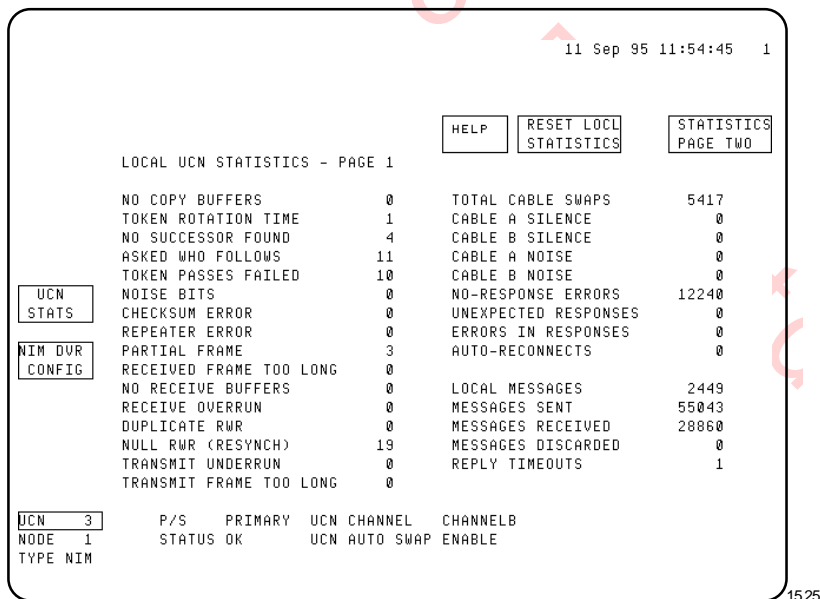 11 Sep 95 11:54:45 1
HELP RESET LOCL STATISTICS
STATISTICS PAGE TWO
LOCAL UCN STATISTICS - PAGE 1
NO COPY BUFFERS 0 TOTAL CABLE SWAPS 5417
TOKEN ROTATION TIME 1 CABLE A SILENCE 0
NO SUCCESSOR FOUND 4 CABLE B SILENCE 0
ASKED WHO FOLLOWS 11 CABLE A NOISE 0
TOKEN PASSES FAILED 10 CABLE B NOISE 0
UCN STATS
NOISE BITS 0 NO-RESPONSE ERRORS 12240
CHECKSUM ERROR 0 UNEXPECTED RESPONSES 0
REPEATER ERROR 0 ERRORS IN RESPONSES 0
NIM DVR CONFIG
PARTIAL FRAME 3 AUTO-RECONNECTS 0
RECEIVED FRAME TOO LONG 0
NO RECEIVE BUFFERS 0 LOCAL MESSAGES 2449
RECEIVE OVERRUN 0 MESSAGES SENT 55043
DUPLICATE RWR 0 MESSAGES RECEIVED 28860
NULL RWR (RESYNCH) 19 MESSAGES DISCARDED 0
TRANSMIT UNDERRUN 0 REPLY TIMEOUTS 1
TRANSMIT FRAME TOO LONG 0
UCN 3 P/S PRIMARY UCN CHANNEL CHANNELB
NODE 1 STATUS OK UCN AUTO SWAP ENABLE
TYPE NIM
1525